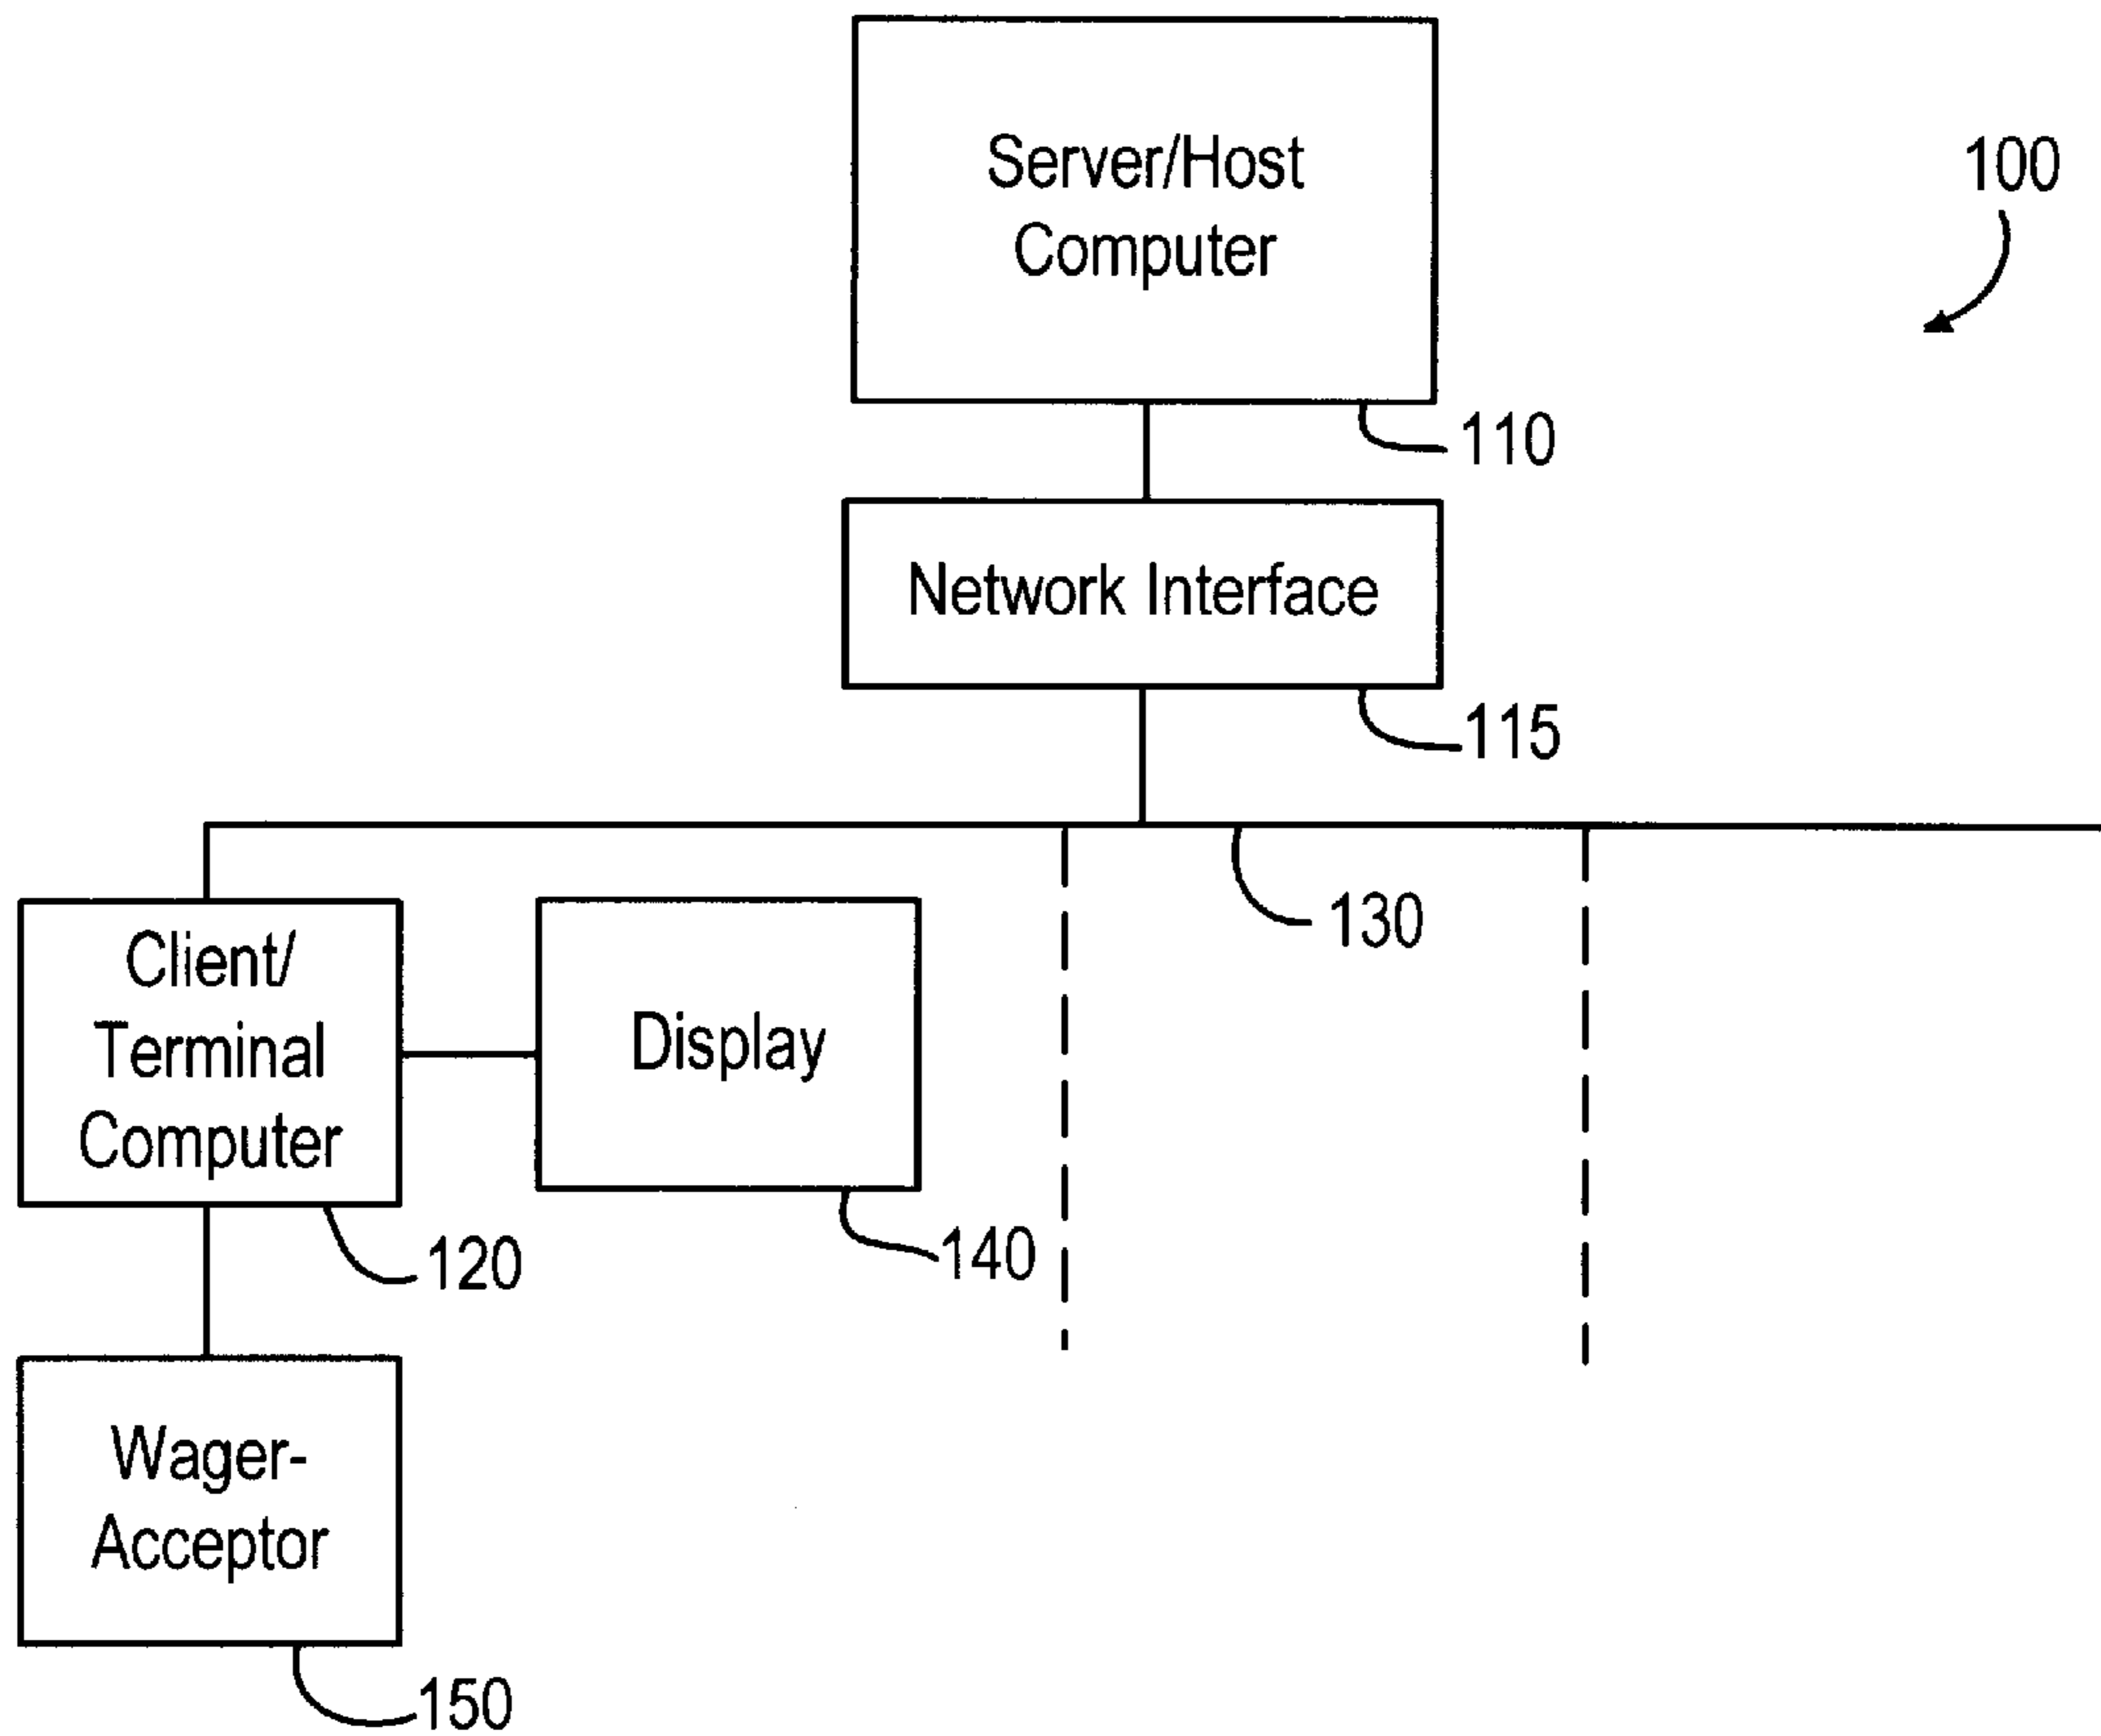 Server/Host
Computer
100
110
Network Interface
115
130
Client/
Terminal
Computer
Display
120
140
Wager-
Acceptor
150